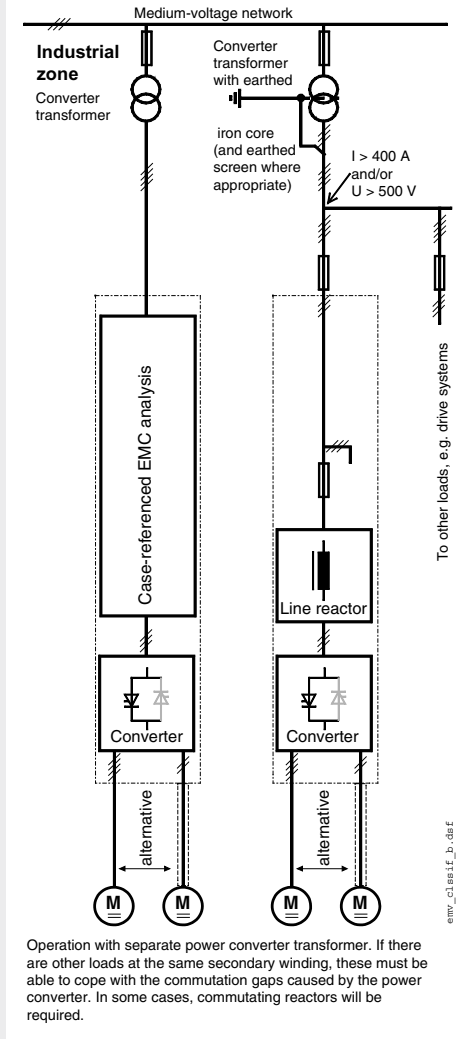 Medium-voltage network
Industrial
zone
Converter
transformer
Converter
transformer
with earthed
iron core
(and earthed
screen where
appropriate)
I > 400 A
and/or
U > 500 V
Case-referenced EMC analysis
To other loads, e.g. drive systems
Line reactor
Converter
Converter
alternative
alternative
M
M
M
M
emv_clssif_b.dsf
Operation with separate power converter transformer. If there
are other loads at the same secondary winding, these must be
able to cope with the commutation gaps caused by the power
converter. In some cases, commutating reactors will be
required.